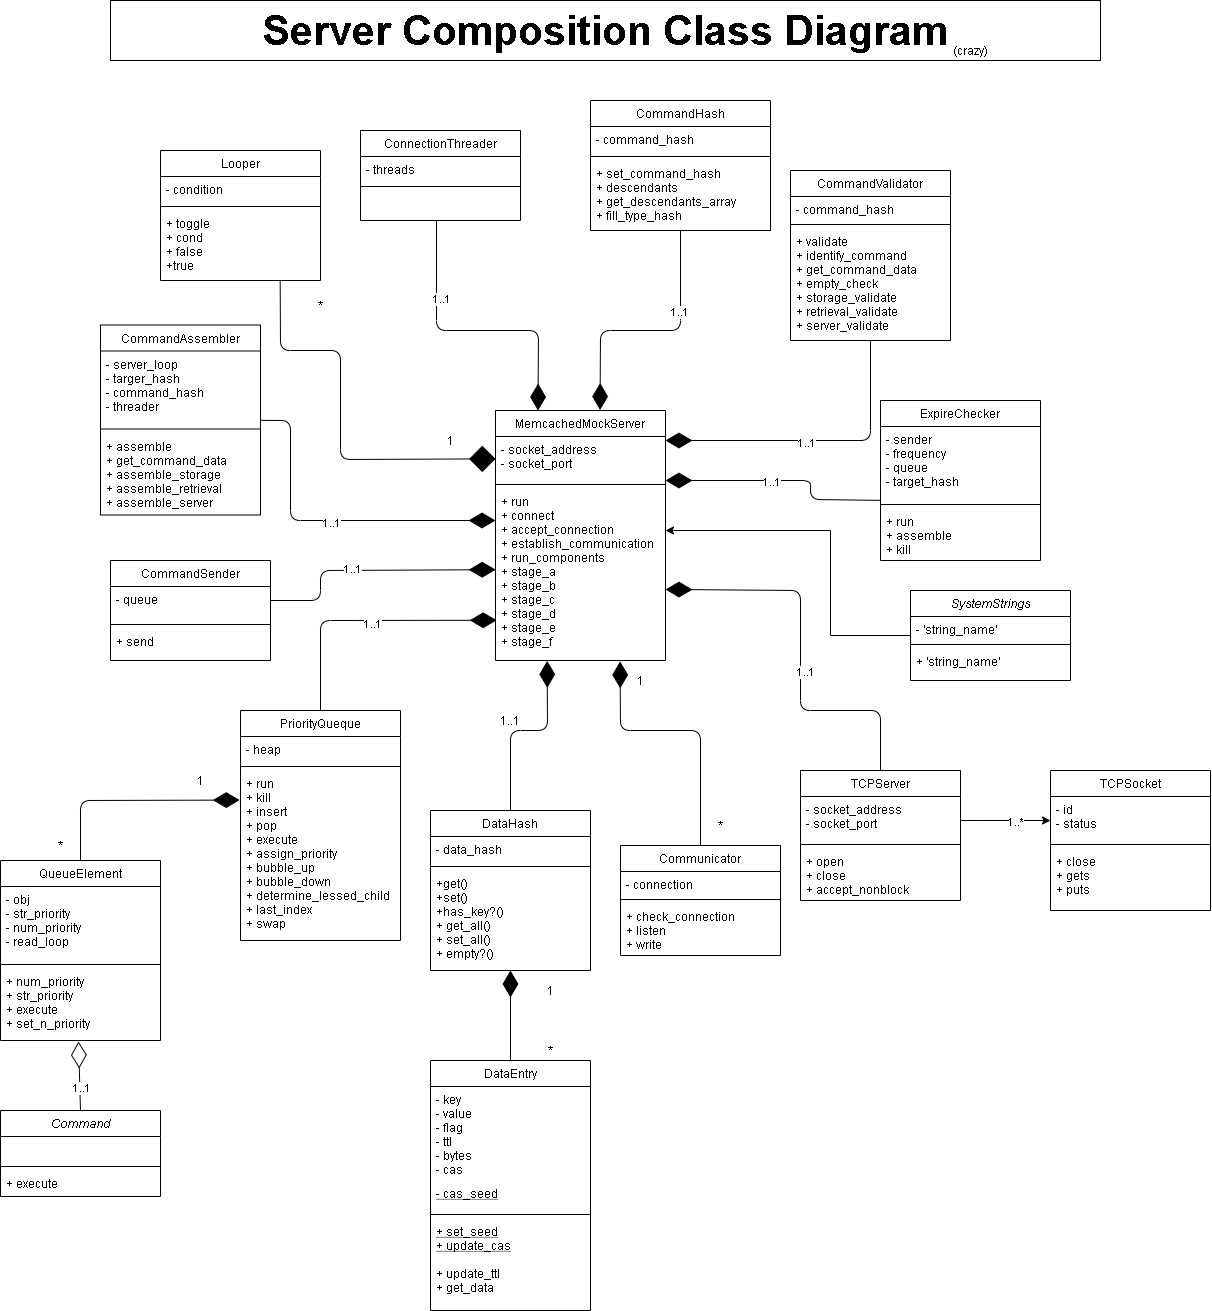 Server Composition Class Diagram (crazy)
CommandHash
- command_hash
+ set_command_hash
+ descendants
+ get_descendants_array
+ fill_type_hash
ConnectionThreader
- threads
Looper
- condition
+ toggle
+ cond
+ false
+true
CommandValidator
- command_hash
+ validate
+ identify_command
+ get_command_data
+ empty_check
+ storage_validate
+ retrieval_validate
+ server_validate
1..1
*
1..1
CommandAssembler
- server_loop
- targer_hash
- command_hash
- threader
+ assemble
+ get_command_data
+ assemble_storage
+ assemble_retrieval
+ assemble_server
1
MemcachedMockServer
- socket_address
- socket_port
+ run
+ connect
+ accept_connection
+ establish_communication
+ run_components
+ stage_a
+ stage_b
+ stage_c
+ stage_d
+ stage_e
+ stage_f
1..1
1..1
ExpireChecker
- sender
- frequency
- queue
- target_hash
+ run
+ assemble
+ kill
1..1
CommandSender
- queue
+ send
1..1
1..1
SystemStrings
- 'string_name'
+ 'string_name'
1..1
1
1..1
PriorityQueque
- heap
+ run
+ kill
+ insert
+ pop
+ execute
+ assign_priority
+ bubble_up
+ bubble_down
+ determine_lessed_child
+ last_index
+ swap
1
*
DataHash
- data_hash
+get()
+set()
+has_key?()
+ get_all()
+ set_all()
+ empty?()
*
Communicator
- connection
+ check_connection
+ listen
+ write
TCPServer
- socket_address
- socket_port
+ open
+ close
+ accept_nonblock
1..*
TCPSocket
- id
- status
+ close
+ gets
+ puts
QueueElement
- obj
- str_priority
- num_priority
- read_loop
+ num_priority
+ str_priority
+ execute
+ set_n_priority
1..1
Command
+ execute
1
*
DataEntry
- key
- value
- flag
- ttl
- bytes
- cas
- cas_seed
+ set_seed
+ update_cas
+ update_ttl
+ get_data